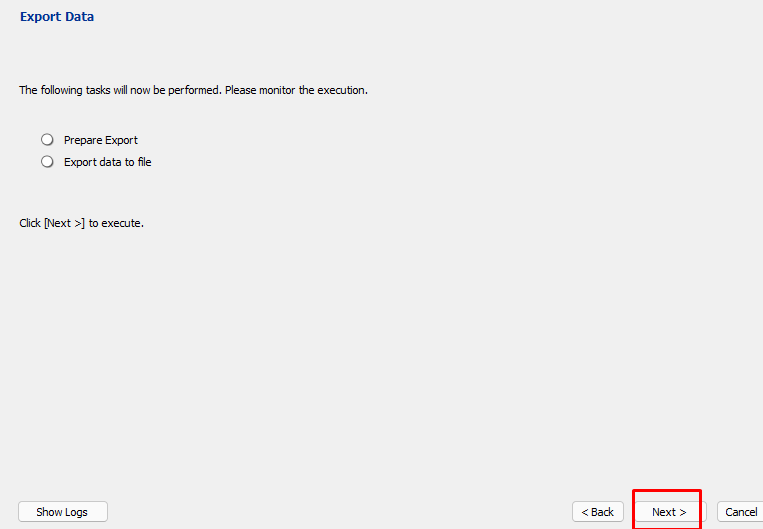 Export Data
The following tasks will now be performed. Please monitor the execution.
Prepare Export
Export data to file
Click [Next >] to execute.
Show Logs
< Back
Next >
Cancel